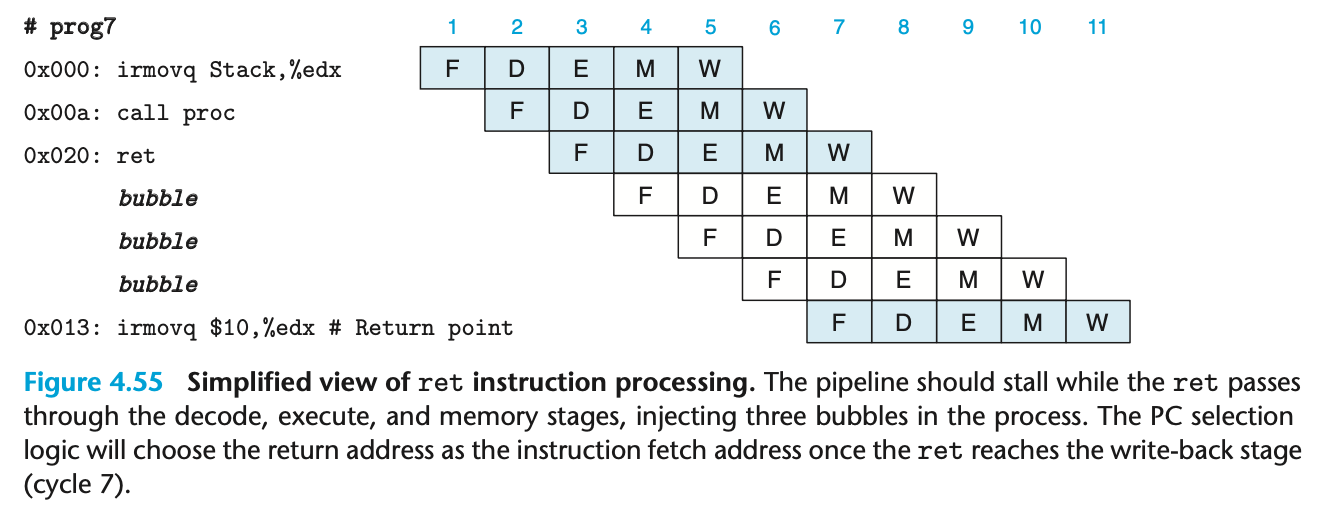 # prog7 1 2 3 4 5 6 7 8 9 10 11
0x000: irmovq Stack,%edx F D E M W
0x00a: call proc F D E M W
0x020: ret F D E M W
bubble F D E M W
bubble F D E M W
bubble F D E M W
0x013: irmovq $10,%edx # Return point F D E M W
Figure 4.55 Simplified view of ret instruction processing. The pipeline should stall while the ret passes
through the decode, execute, and memory stages, injecting three bubbles in the process. The PC selection
logic will choose the return address as the instruction fetch address once the ret reaches the write-back stage
(cycle 7).